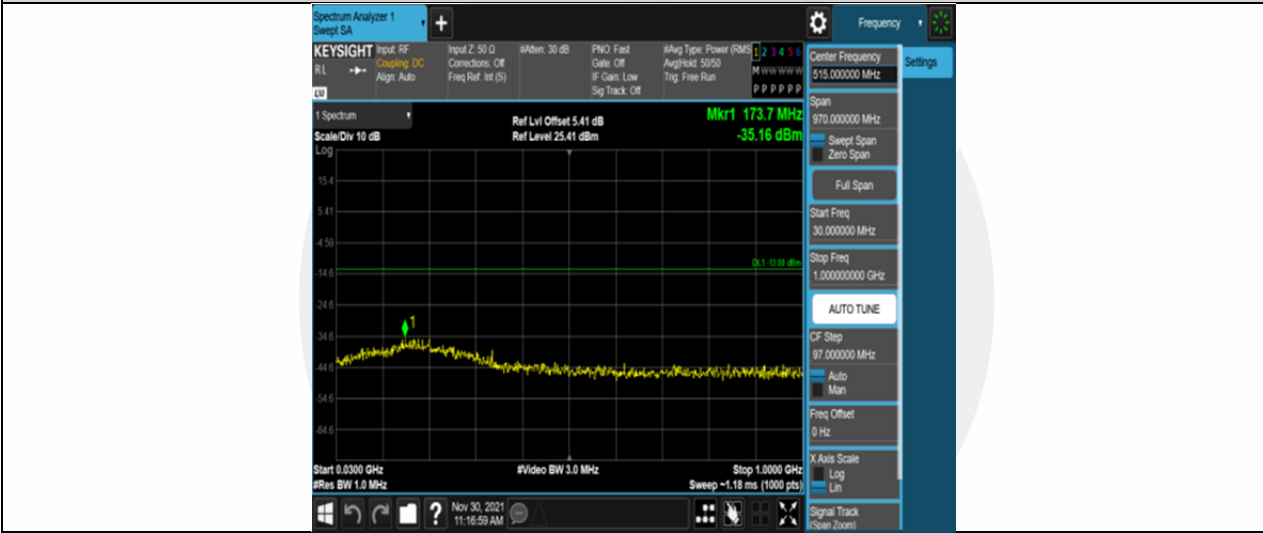 Spectrum Analyzer 1
Swept SA
+
Frequency
KEYSIGHT
RL
LV
Input: RF
Coupling: DC
Align: Auto
Input Z: 50 Ω
Corrections: Off
Freq Ref: Int (S)
#Atten: 30 dB
PNO: Fast
Gate: Off
IF Gain: Low
Sig Track: Off
#Avg Type: Power (RMS
Avg|Hold: 50/50
Trig: Free Run
1 2 3 4 5 6
M W W W W W
P P P P P P
1 Spectrum
Scale/Div 10 dB
Log
Ref Lvl Offset 5.41 dB
Ref Level 25.41 dBm
Mkr1 173.7 MHz
-35.16 dBm
15.4
5.41
-4.59
DL1 -13.00 dBm
-14.6
-24.6
1
-34.6
-44.6
-54.6
-64.6
Start 0.0300 GHz
#Res BW 1.0 MHz
#Video BW 3.0 MHz
Stop 1.0000 GHz
Sweep ~1.18 ms (1000 pts)
?
Nov 30, 2021
11:16:59 AM
Center Frequency
515.000000 MHz
Span
970.000000 MHz
Swept Span
Zero Span
Full Span
Start Freq
30.000000 MHz
Stop Freq
1.000000000 GHz
AUTO TUNE
CF Step
97.000000 MHz
Auto
Man
Freq Offset
0 Hz
X Axis Scale
Log
Lin
Signal Track
(Span Zoom)
Settings